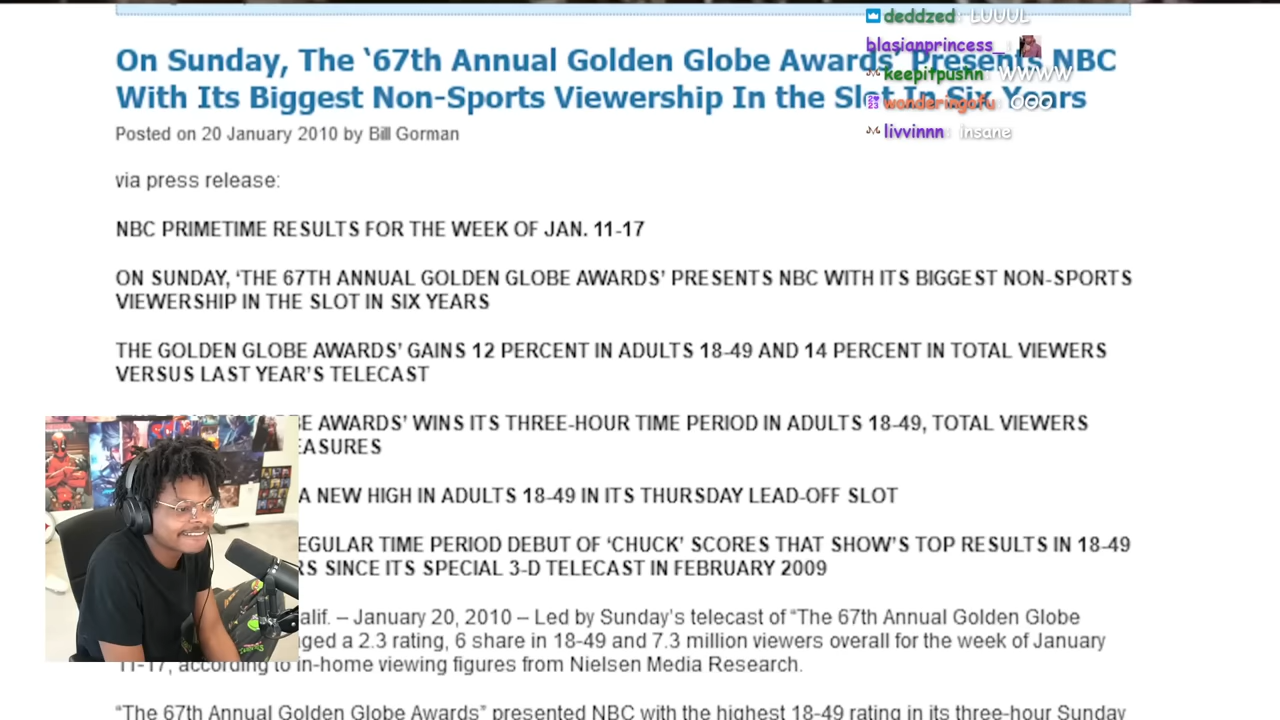 deddzed: LUUUL
On Sunday, The ‘67th Annual Golden Globe Awards’ Presents NBC
blasianprincess_:
keepitpushn: WWWW
With Its Biggest Non-Sports Viewership In the Slot In Six Years
wonderingofu: OOO
Posted on 20 January 2010 by Bill Gorman
livvinnn: insane
via press release:
NBC PRIMETIME RESULTS FOR THE WEEK OF JAN. 11-17
ON SUNDAY, ‘THE 67TH ANNUAL GOLDEN GLOBE AWARDS’ PRESENTS NBC WITH ITS BIGGEST NON-SPORTS
VIEWERSHIP IN THE SLOT IN SIX YEARS
THE GOLDEN GLOBE AWARDS’ GAINS 12 PERCENT IN ADULTS 18-49 AND 14 PERCENT IN TOTAL VIEWERS
VERSUS LAST YEAR’S TELECAST
AWARDS’ WINS ITS THREE-HOUR TIME PERIOD IN ADULTS 18-49, TOTAL VIEWERS
EASURES
A NEW HIGH IN ADULTS 18-49 IN ITS THURSDAY LEAD-OFF SLOT
EGULAR TIME PERIOD DEBUT OF ‘CHUCK’ SCORES THAT SHOW’S TOP RESULTS IN 18-49
RS SINCE ITS SPECIAL 3-D TELECAST IN FEBRUARY 2009
alif. – January 20, 2010 – Led by Sunday’s telecast of “The 67th Annual Golden Globe
ged a 2.3 rating, 6 share in 18-49 and 7.3 million viewers overall for the week of January
11-17, according to in-home viewing figures from Nielsen Media Research.
“The 67th Annual Golden Globe Awards” presented NBC with the highest 18-49 rating in its three-hour Sunday